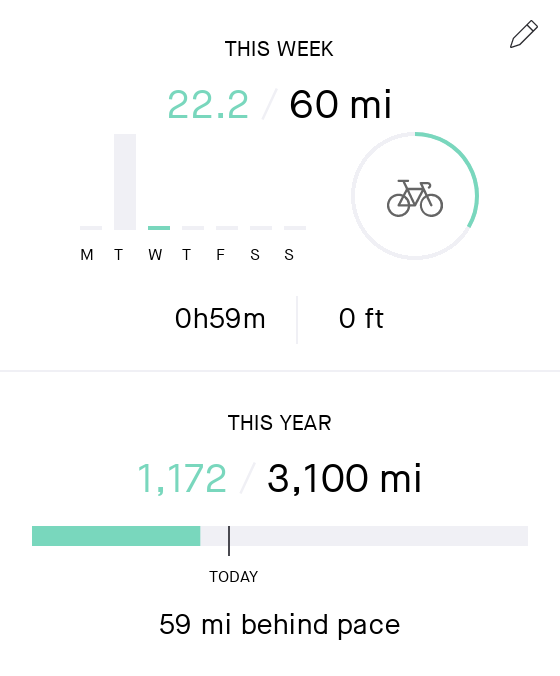 THIS WEEK
22.2 / 60 mi
M T W T F S S
0h59m 0 ft
THIS YEAR
1,172 / 3,100 mi
TODAY
59 mi behind pace